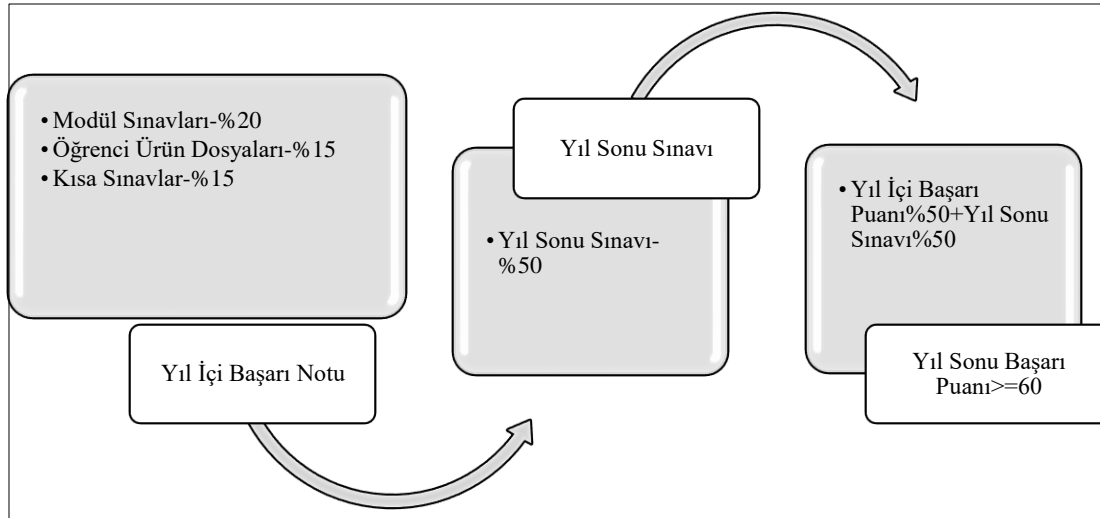 • Modül Sınavları-%20
• Öğrenci Ürün Dosyaları-%15
• Kısa Sınavlar-%15
Yıl İçi Başarı Notu
Yıl Sonu Sınavı
• Yıl Sonu Sınavı-
%50
• Yıl İçi Başarı
Puanı%50+Yıl Sonu
Sınavı%50
Yıl Sonu Başarı
Puanı>=60